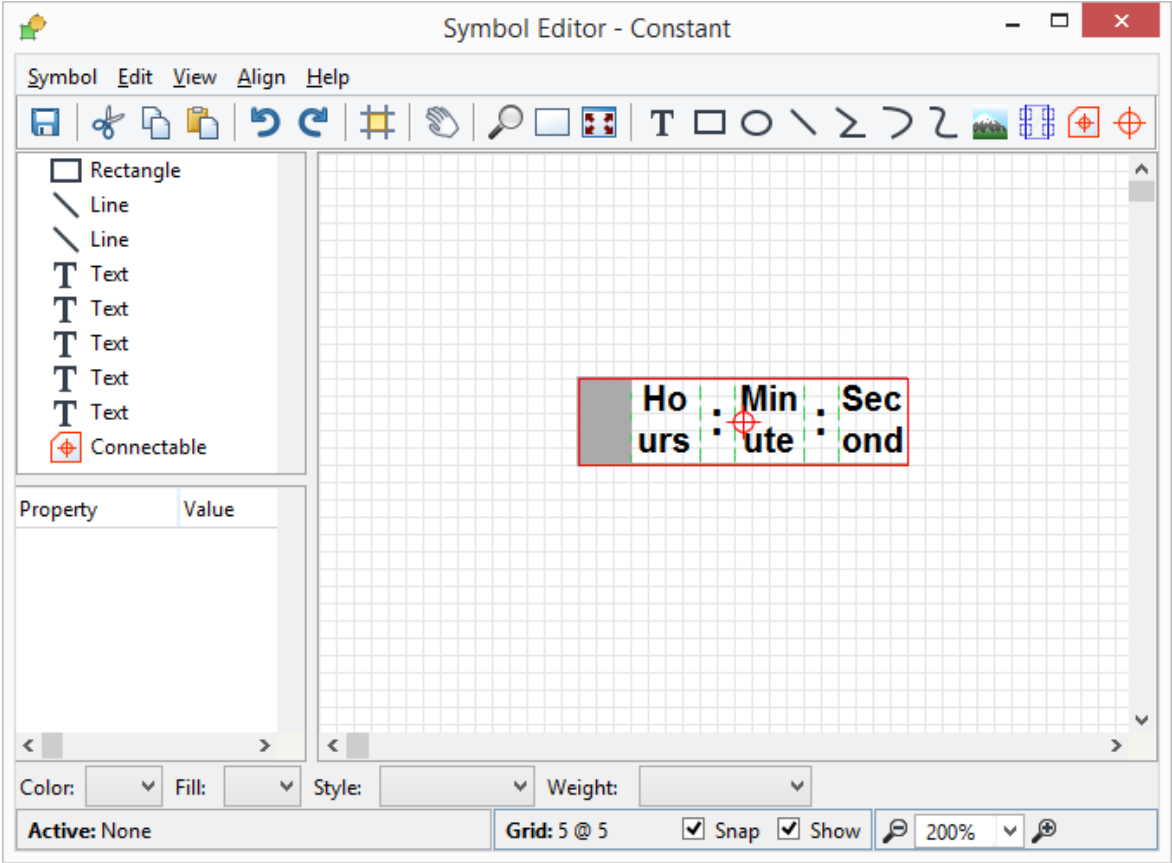 Symbol Editor - Constant
Symbol Edit View Align Help
T
Rectangle
Line
Line
T Text
T Text
T Text
T Text
T Text
Connectable
Property Value
Ho : Min : Sec
urs ute ond
Color: Fill: Style: Weight:
Active: None Grid: 5 @ 5 Snap Show 200%